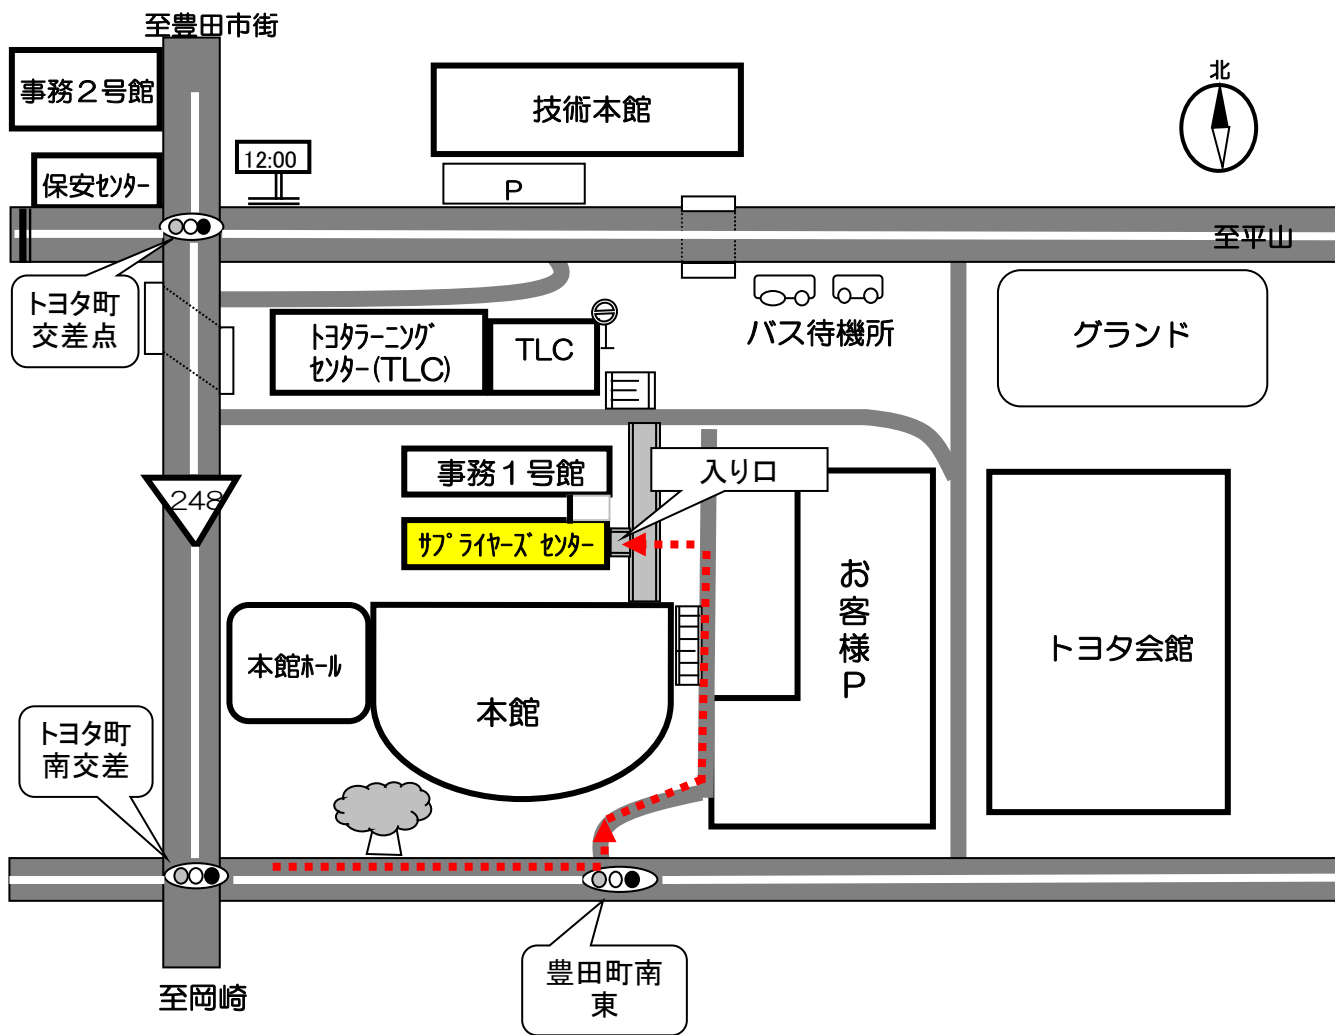 至豊田市街
事務２号館
技術本館
北
12:00
保安ｾﾝﾀｰ
P
至平山
トヨタ町
交差点
ﾄﾖﾀﾗｰﾆﾝｸﾞ
ｾﾝﾀｰ(TLC)
TLC
バス待機所
グランド
事務１号館
入り口
248
ｻﾌﾟﾗｲﾔｰｽﾞｾﾝﾀｰ
お
客
様
P
トヨタ会館
本館ﾎｰﾙ
本館
トヨタ町
南交差
豊田町南
東
至岡崎